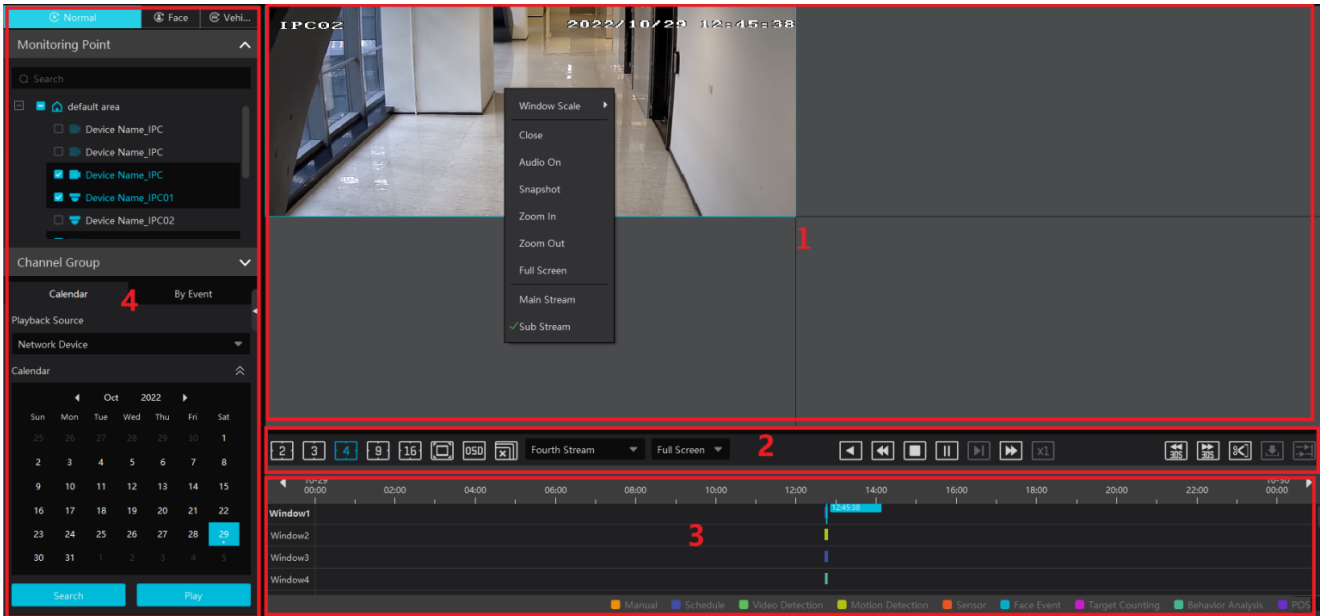 Normal Face Vehi...
Monitoring Point
Search
default area
Device Name_IPC
Device Name_IPC
Device Name_IPC
Device Name_IPC01
Device Name_IPC02
Channel Group
Calendar By Event
4
Playback Source
Network Device
Calendar
Oct 2022
Sun Mon Tue Wed Thu Fri Sat
25 26 27 28 29 30 1
2 3 4 5 6 7 8
9 10 11 12 13 14 15
16 17 18 19 20 21 22
23 24 25 26 27 28 29
30 31 1 2 3 4 5
Search Play
IPC02 2022/10/29 12:45:38
Window Scale
Close
Audio On
Snapshot
Zoom In
Zoom Out
Full Screen
Main Stream
Sub Stream
1
2 3 4 9 16 OSD Fourth Stream Full Screen 2 x1 30S 30S
10-29 10-30
00:00 02:00 04:00 06:00 08:00 10:00 12:00 14:00 16:00 18:00 20:00 22:00 00:00
Window1 12:45:38
Window2
3
Window3
Window4
Manual Schedule Video Detection Motion Detection Sensor Face Event Target Counting Behavior Analysis POS